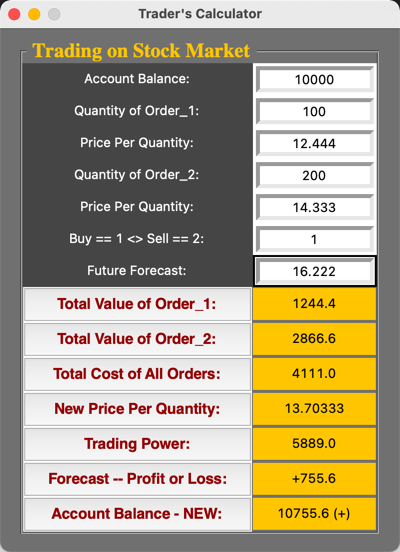 Trader's Calculator
Trading on Stock Market
Account Balance: 10000
Quantity of Order_1: 100
Price Per Quantity: 12.444
Quantity of Order_2: 200
Price Per Quantity: 14.333
Buy == 1 <> Sell == 2: 1
Future Forecast: 16.222
Total Value of Order_1: 1244.4
Total Value of Order_2: 2866.6
Total Cost of All Orders: 4111.0
New Price Per Quantity: 13.70333
Trading Power: 5889.0
Forecast -- Profit or Loss: +755.6
Account Balance - NEW: 10755.6 (+)